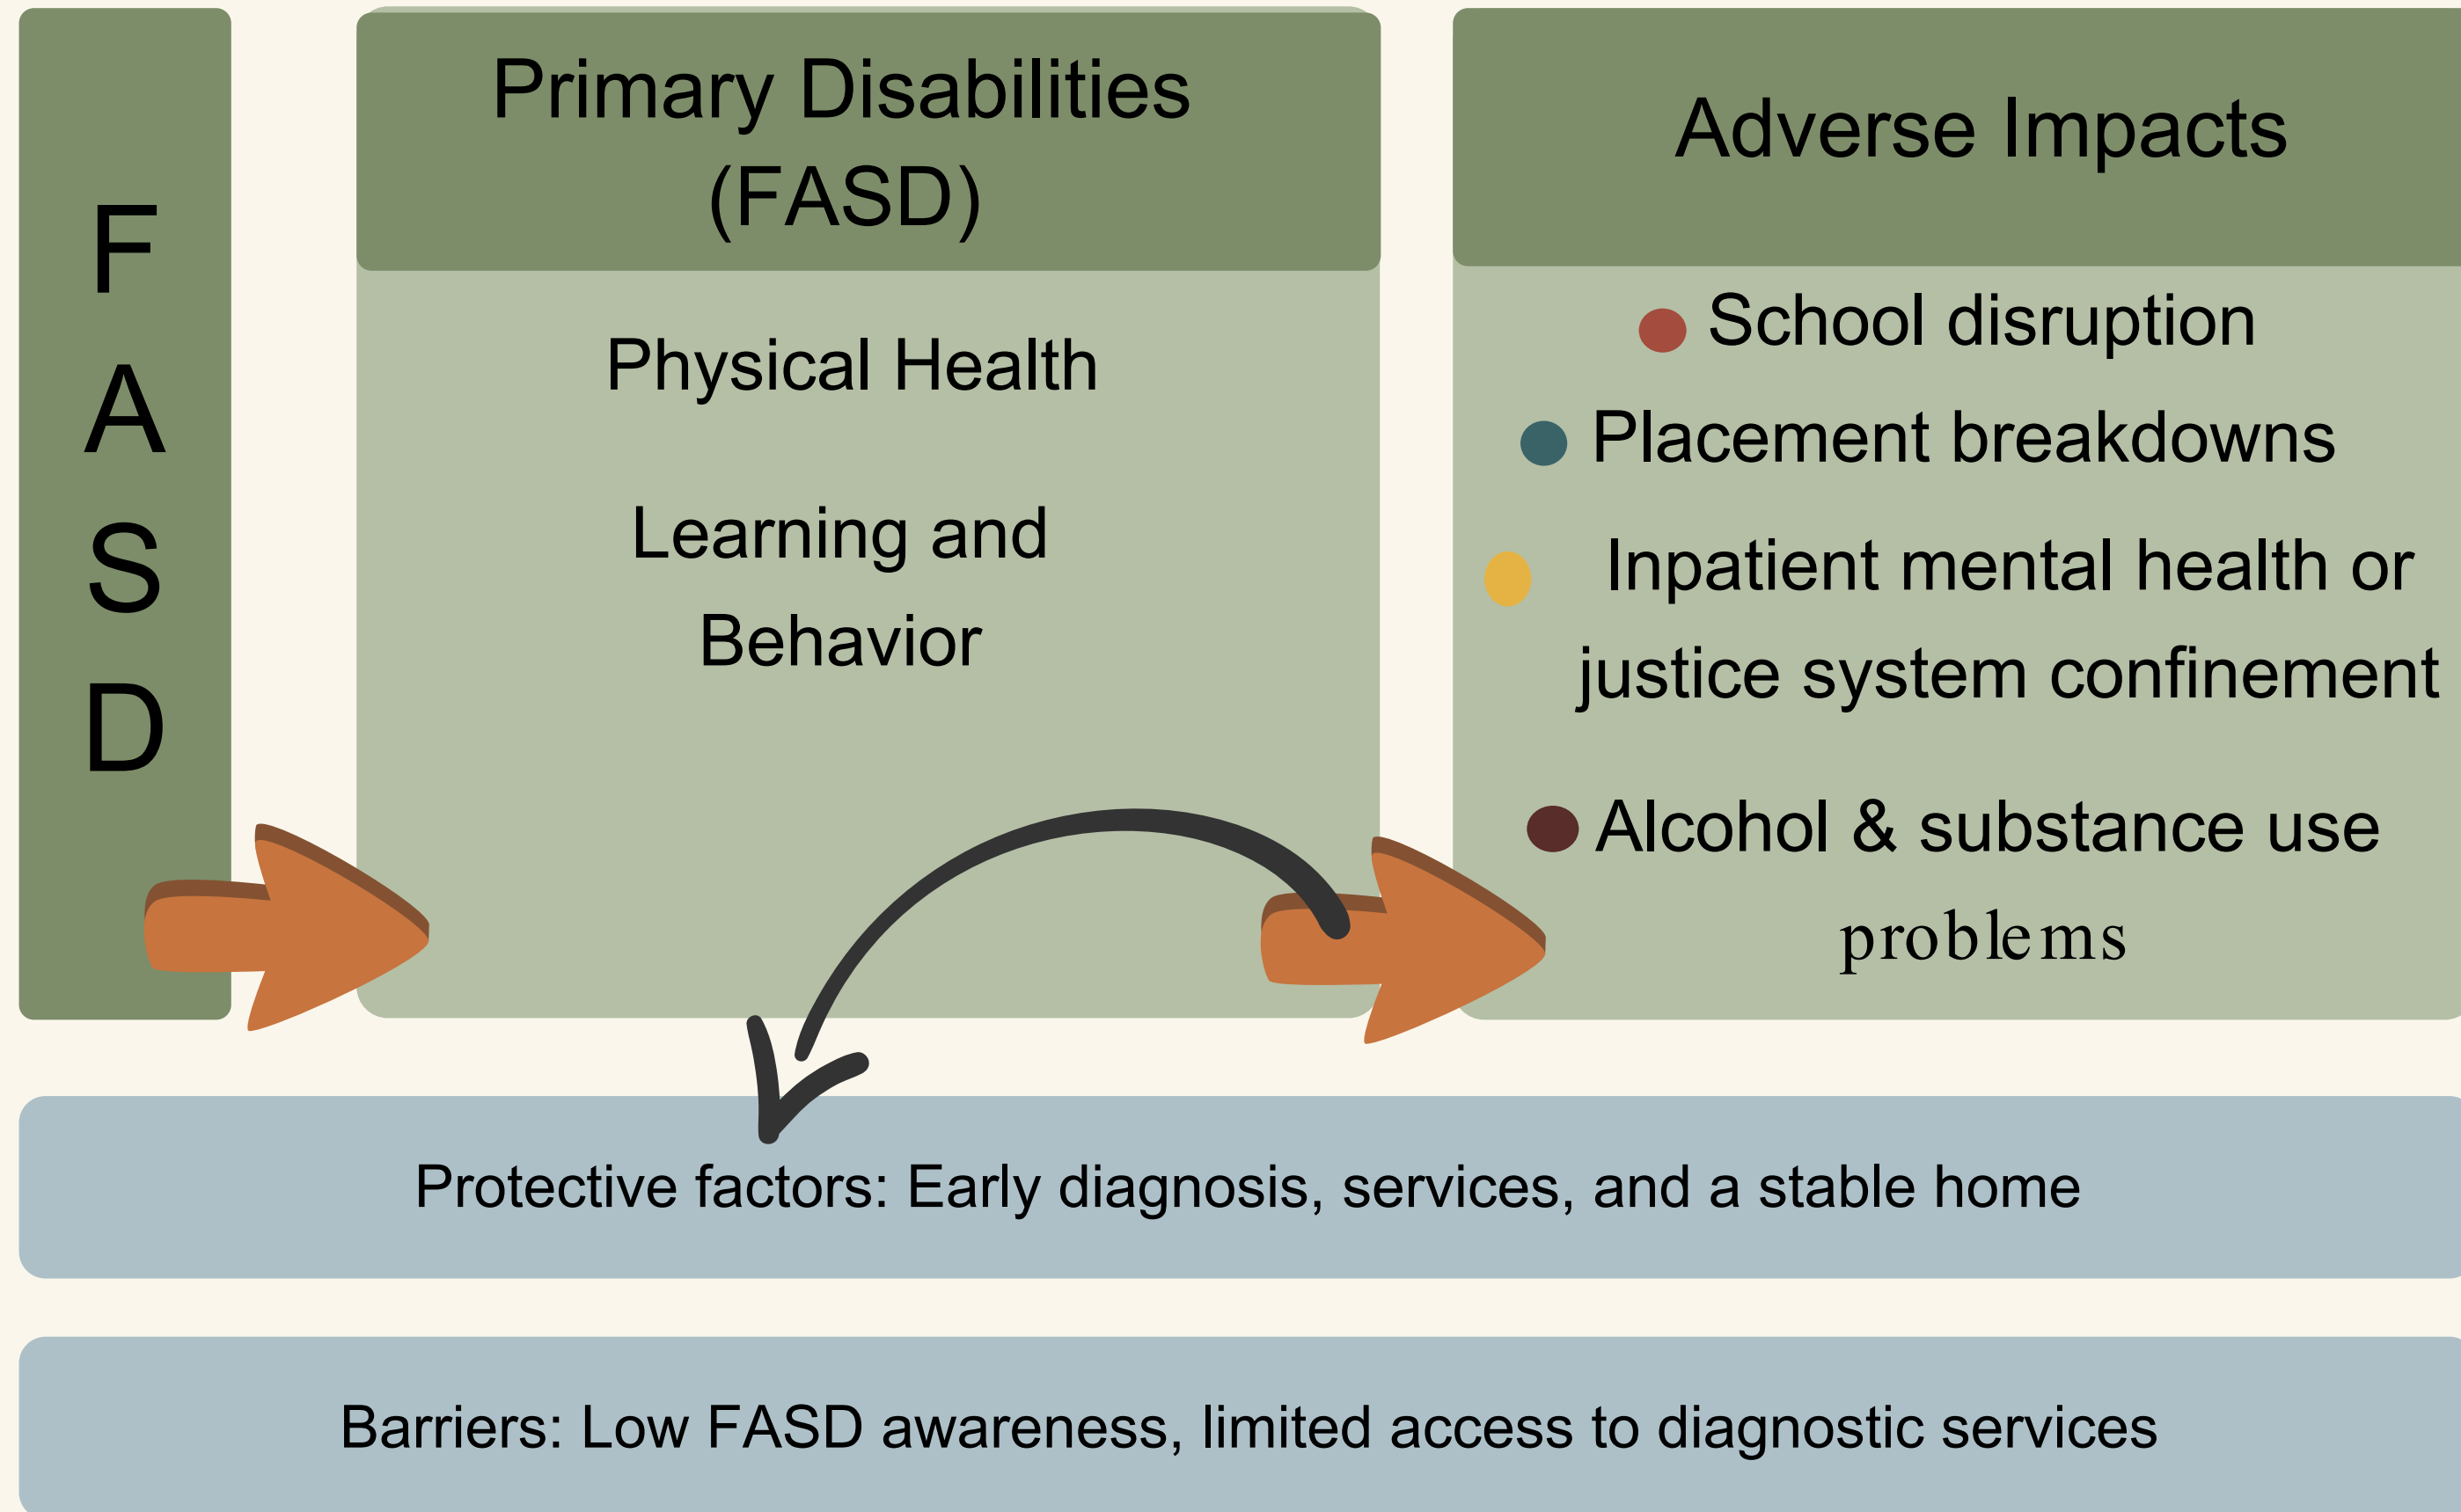 F
A
S
D
Primary Disabilities
(FASD)
Physical Health
Learning and
Behavior
Adverse Impacts
School disruption
Placement breakdowns
Inpatient mental health or
justice system confinement
Alcohol & substance use
problems
Protective factors: Early diagnosis, services, and a stable home
Barriers: Low FASD awareness, limited access to diagnostic services